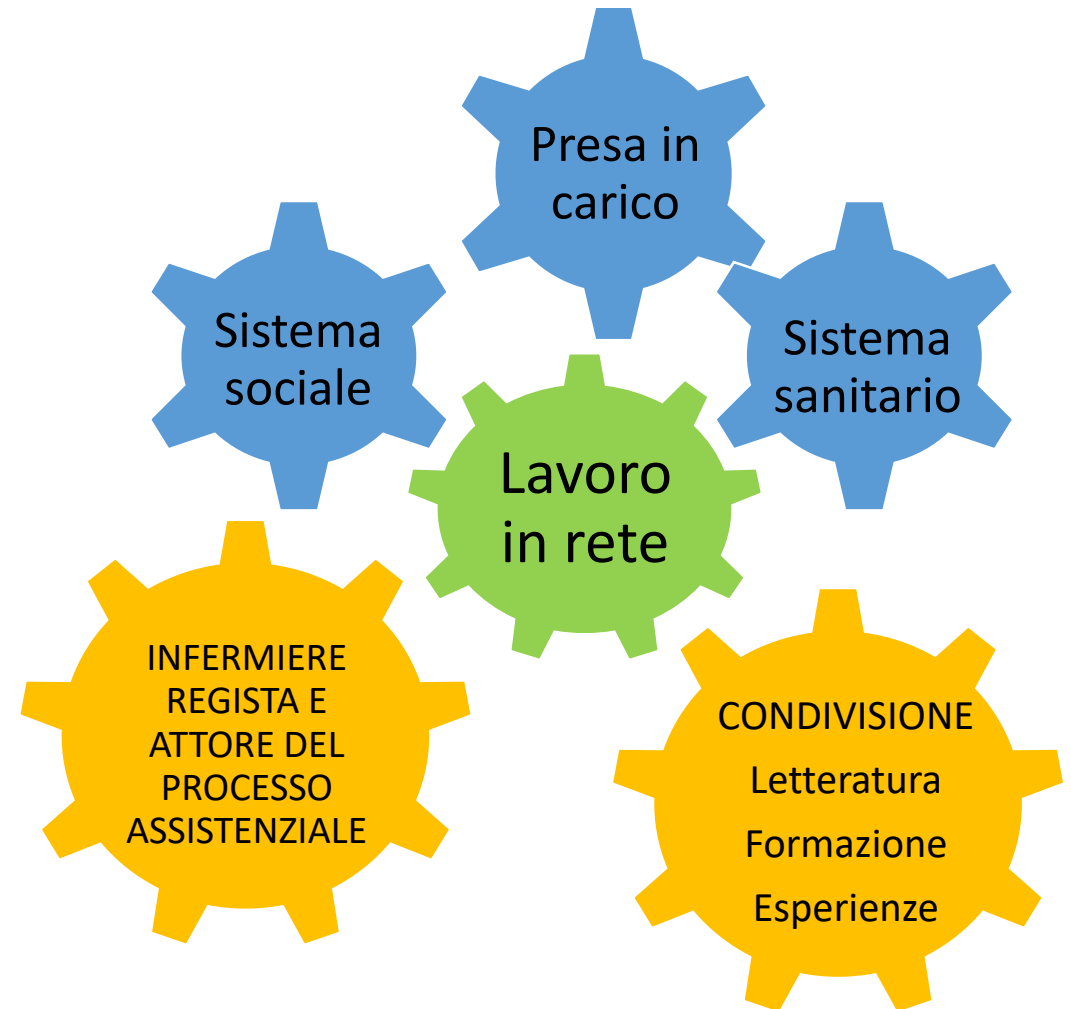 Presa in
carico
Sistema
sociale
Sistema
sanitario
Lavoro
in rete
INFERMIERE
REGISTA E
ATTORE DEL
PROCESSO
ASSISTENZIALE
CONDIVISIONE
Letteratura
Formazione
Esperienze